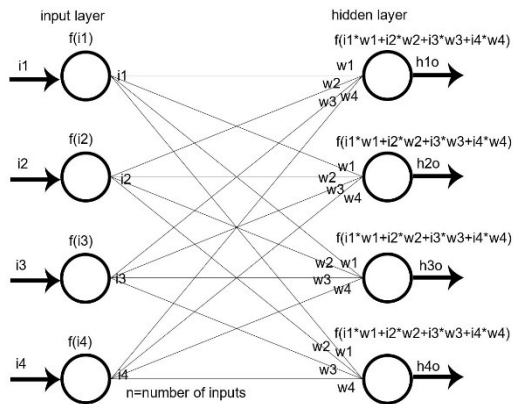 input layer
hidden layer
f(i1)
f(i1*w1+i2*w2+i3*w3+i4*w4)
i1
i1
w1
w2
w3
w4
h1o
f(i2)
f(i1*w1+i2*w2+i3*w3+i4*w4)
i2
i2
w1
w2
w3
w4
h2o
f(i3)
f(i1*w1+i2*w2+i3*w3+i4*w4)
i3
i3
w2
w1
w3
w4
h3o
f(i4)
f(i1*w1+i2*w2+i3*w3+i4*w4)
i4
i4
w2
w1
w3
w4
h4o
n=number of inputs